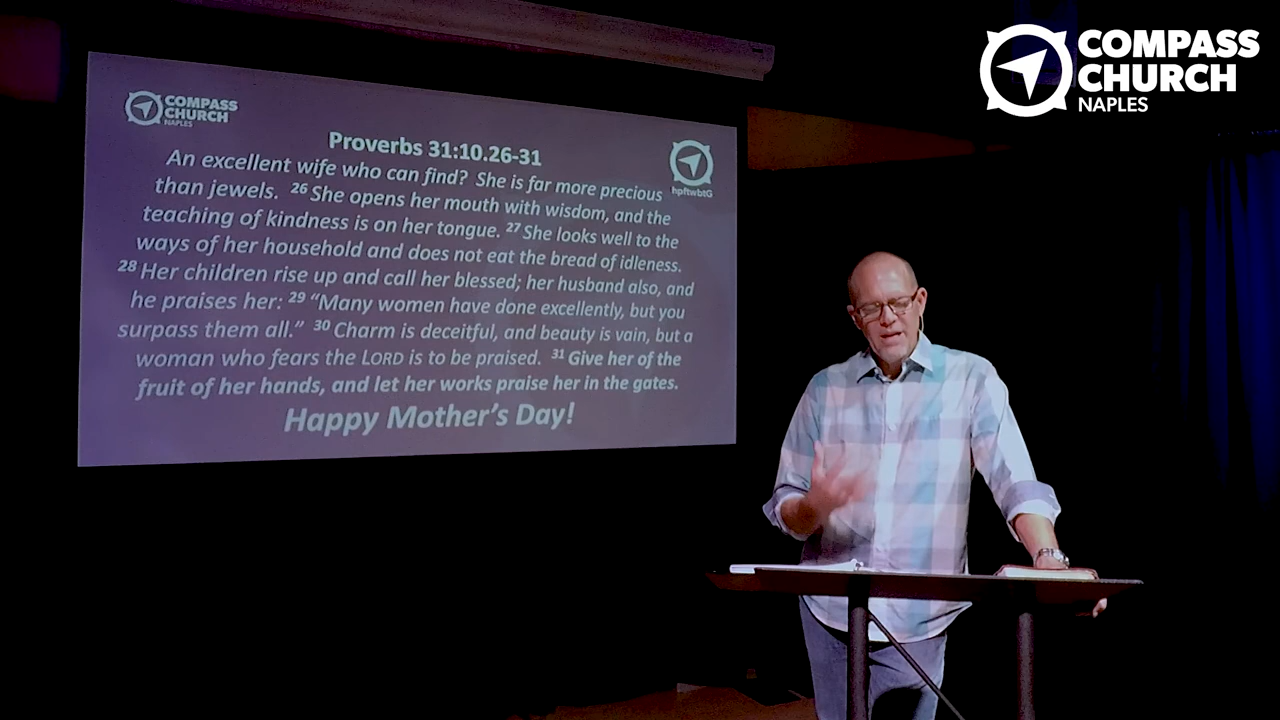 COMPASS
CHURCH
NAPLES
COMPASS
CHURCH
NAPLES
hpftwbtG
Proverbs 31:10.26-31
An excellent wife who can find? She is far more precious
than jewels. 26 She opens her mouth with wisdom, and the
teaching of kindness is on her tongue. 27 She looks well to the
ways of her household and does not eat the bread of idleness.
28 Her children rise up and call her blessed; her husband also, and
he praises her: 29 “Many women have done excellently, but you
surpass them all.” 30 Charm is deceitful, and beauty is vain, but a
woman who fears the LORD is to be praised. 31 Give her of the
fruit of her hands, and let her works praise her in the gates.
Happy Mother’s Day!